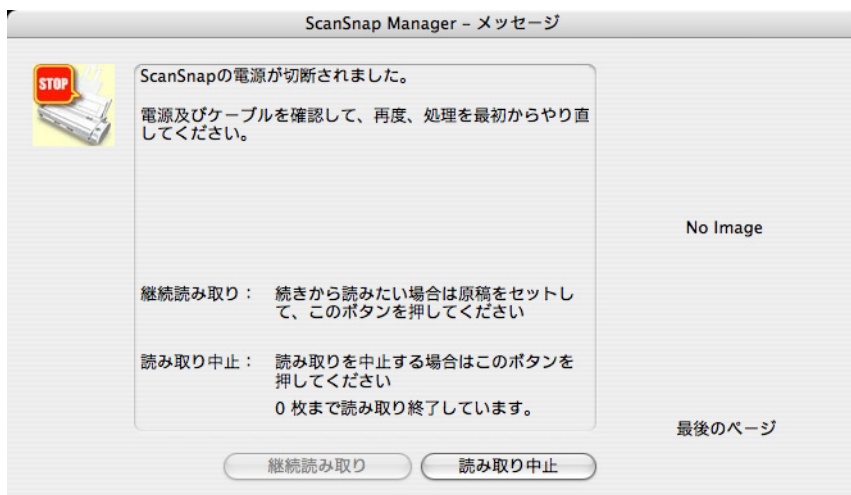 ScanSnap Manager – メッセージ
STOP
ScanSnapの電源が切断されました。
電源及びケーブルを確認して、再度、処理を最初からやり直
してください。
No Image
継続読み取り： 続きから読みたい場合は原稿をセットし
て、このボタンを押してください
読み取り中止： 読み取りを中止する場合はこのボタンを
押してください
0 枚まで読み取り終了しています。
最後のページ
継続読み取り
読み取り中止